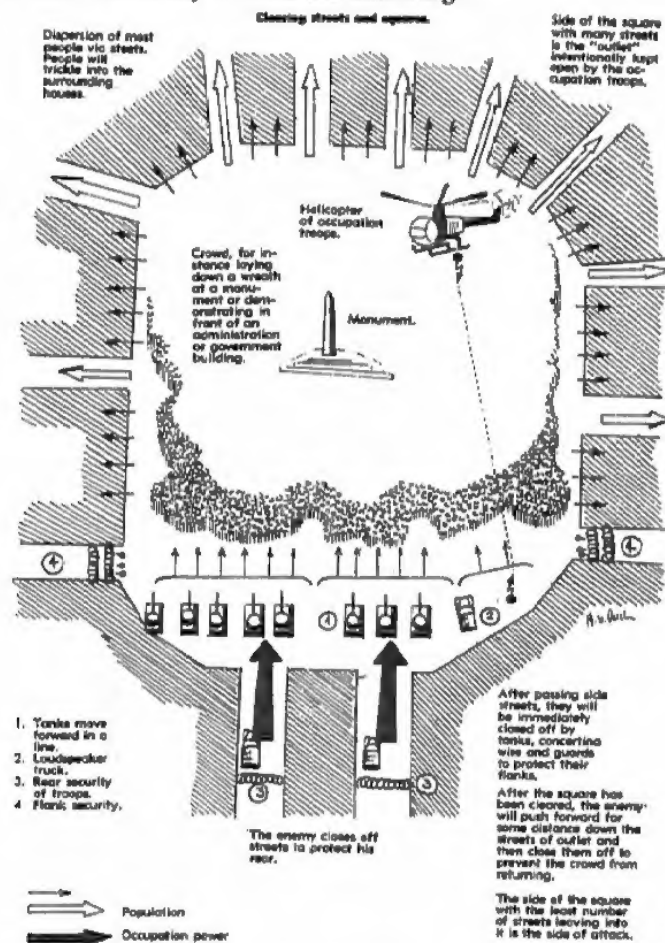 Clearing streets and squares.
Dispersion of most
people via steets.
People will
trickle into the
surrounding
houses.
Side of the square
with many streets
is the "outlet"
intentionally kept
open by the oc-
cupation troops.
Helicopter
of occupation
troops.
Crowd, for in-
stance laying
down a wreath
at a monu-
ment or dem-
onstrating in
front of an
administration
or government
building.
Monument.
4
4
1
2
1. Tanks move
forward in a
line.
2. Loudspeaker
truck.
3. Rear security
of troops.
4 Flank security.
3
3
The enemy closes off
streets to protect his
rear.
After passing side
streets, they will
be immediately
closed off by
tanks, concertina
wire and guards
to protect their
flanks.
After the square has
been cleared, the enemy
will push forward for
some distance down the
streets of outlet and
then close them off to
prevent the crowd from
returning.
The side of the square
with the least number
of streets leaving into
it is the side of attack.
Population
Occupation power